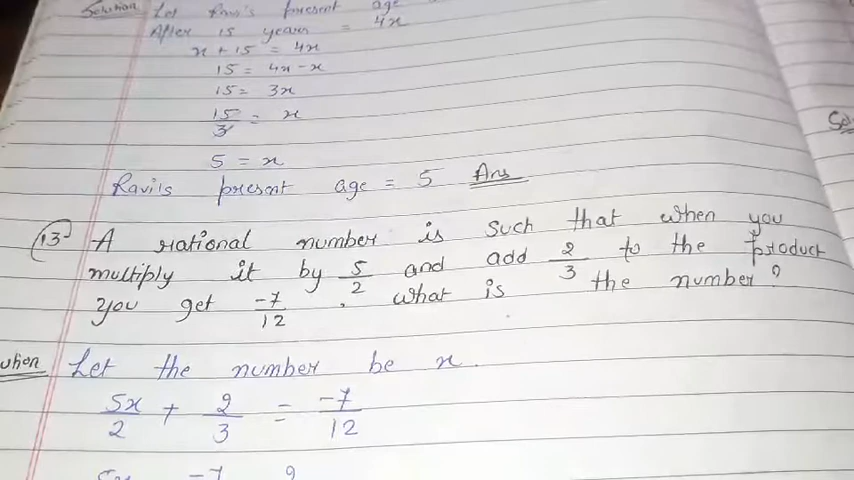 Solution Let Ravi's present age
After 15 years = 4x
x + 15 = 4x
15 = 4x - x
15 = 3x
15/3 = x
5 = x
Ravi's present age = 5 Ans
13- A rational number is such that when you
multiply it by 5/2 and add 2/3 to the product
you get -7/12 . what is the number?
Let the number be x.
5x/2 + 2/3 = -7/12